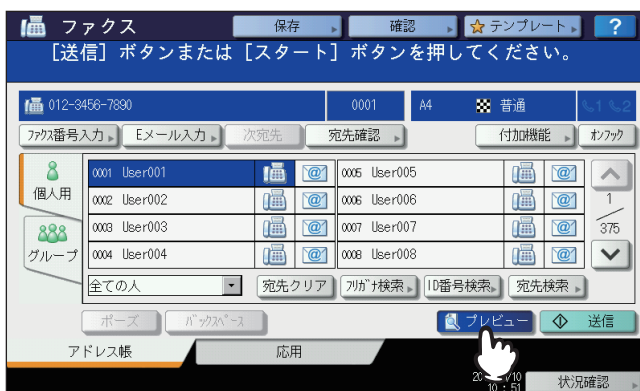 ファクス 保存 確認 テンプレート ?
[送信] ボタンまたは [スタート] ボタンを押してください。
012-3456-7890 0001 A4 普通 1 2
ファクス番号入力 Eメール入力 次宛先 宛先確認 付加機能 オンフック
個人用
グループ
0001 User001 0005 User005
0002 User002 0006 User006
0003 User003 0007 User007
0004 User004 0008 User008
1
375
全ての人 宛先クリア フリガナ検索 ID番号検索 宛先検索
ポーズ バックスペース プレビュー 送信
アドレス帳 応用
10:51 状況確認